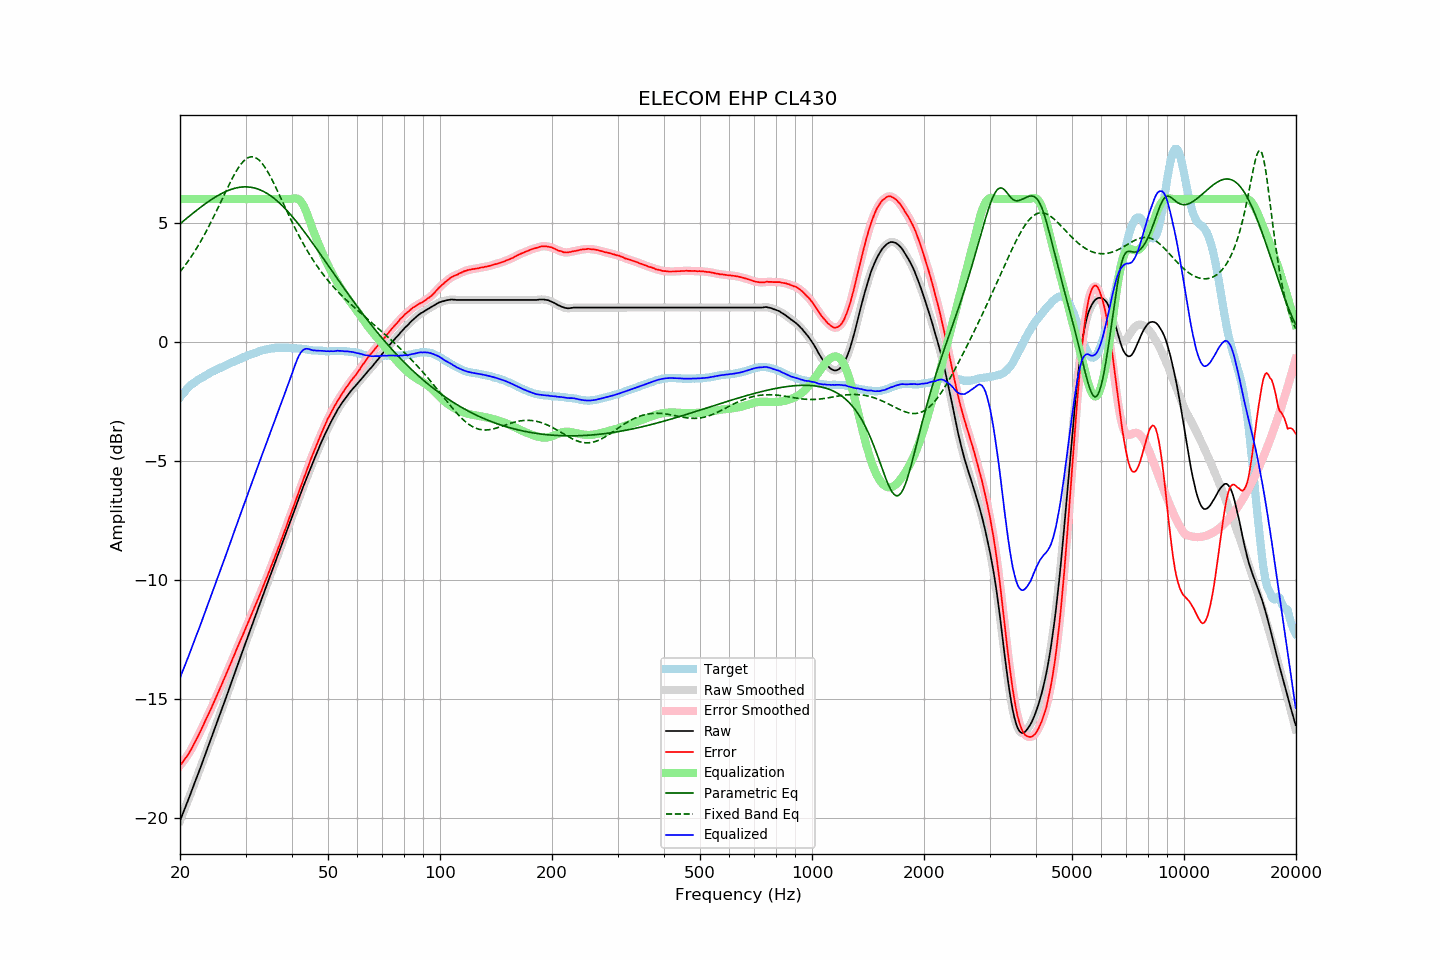 ELECOM EHP CL430
Amplitude (dBr)
5
0
−5
−10
−15
−20
Target
Raw Smoothed
Error Smoothed
Raw
Error
Equalization
Parametric Eq
Fixed Band Eq
Equalized
20 50 100 200 500 1000 2000 5000 10000 20000
Frequency (Hz)